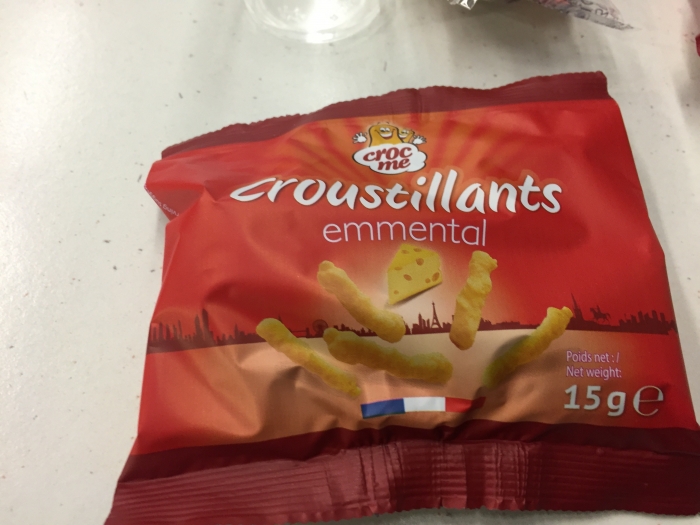 croc
me
croustillants
emmental
Poids net : /
Net weight:
15g e